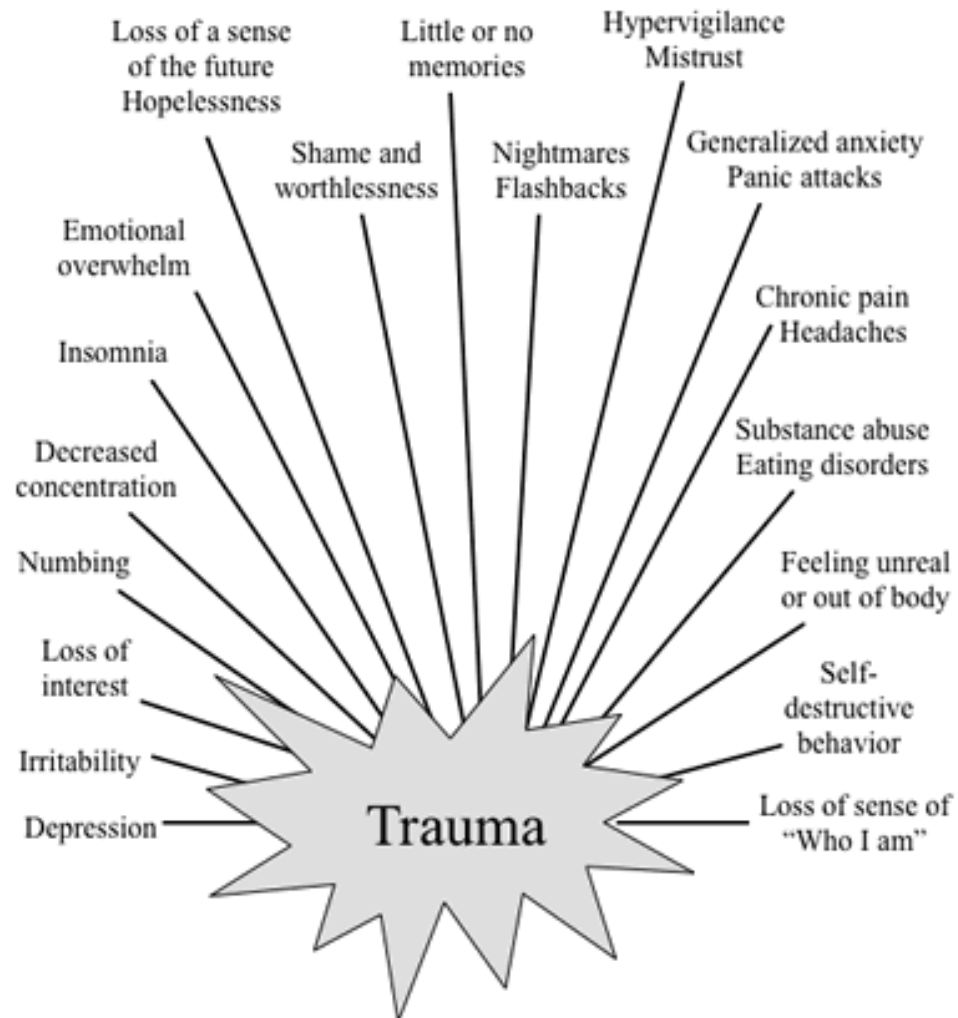 Loss of a sense
of the future
Hopelessness
Little or no
memories
Hypervigilance
Mistrust
Shame and
worthlessness
Nightmares
Flashbacks
Generalized anxiety
Panic attacks
Emotional
overwhelm
Chronic pain
Headaches
Insomnia
Substance abuse
Eating disorders
Decreased
concentration
Numbing
Feeling unreal
or out of body
Loss of
interest
Self-
destructive
behavior
Irritability
Depression
Trauma
Loss of sense of
“Who I am”